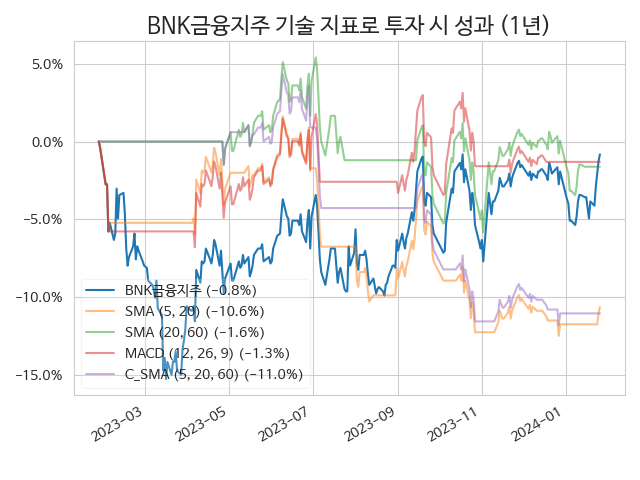 BNK금융지주 기술 지표로 투자 시 성과 (1년)
5.0%
0.0%
−5.0%
−10.0%
−15.0%
BNK금융지주 (−0.8%)
SMA (5, 20) (−10.6%)
SMA (20, 60) (−1.6%)
MACD (12, 26, 9) (−1.3%)
C_SMA (5, 20, 60) (−11.0%)
2023-03
2023-05
2023-07
2023-09
2023-11
2024-01